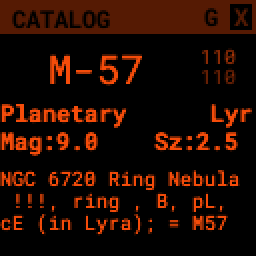 CATALOG G X
M-57 110
110
Planetary Lyr
Mag:9.0 Sz:2.5
NGC 6720 Ring Nebula
!!!, ring , B, pL,
cE (in Lyra); = M57